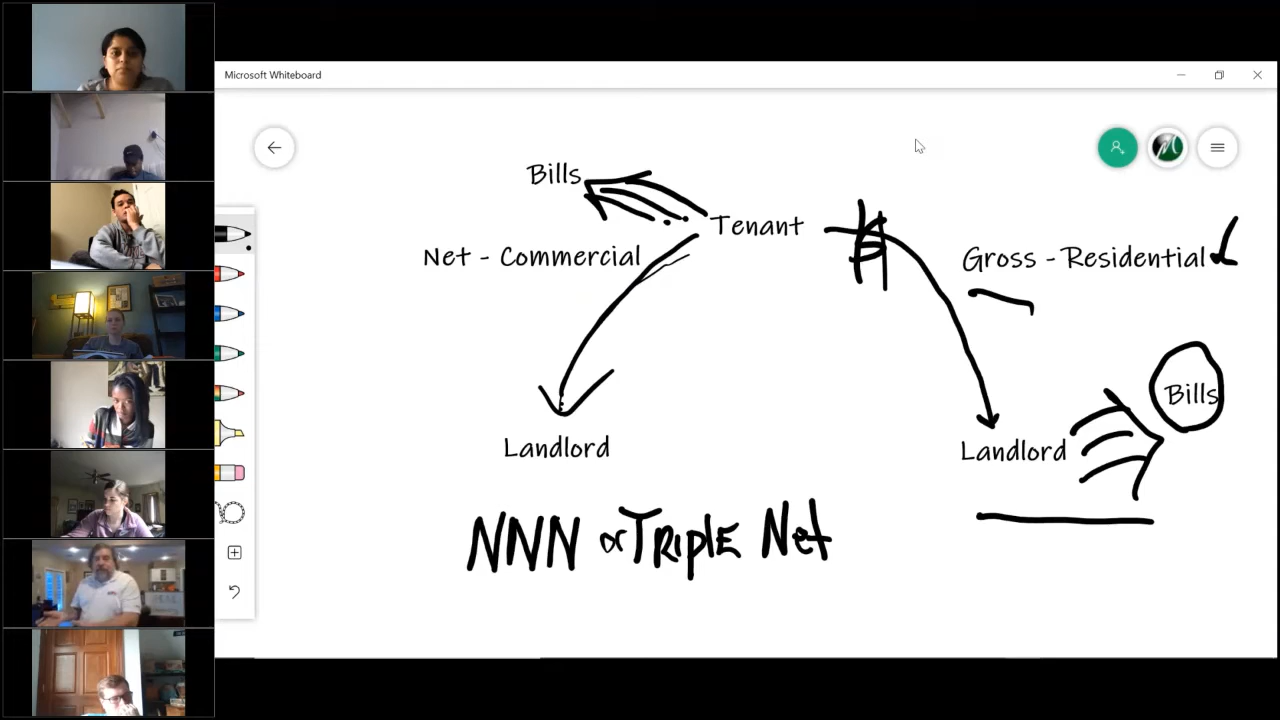 Microsoft Whiteboard
Bills
Tenant
Net - Commercial
Gross - Residential
Bills
Landlord
Landlord
NNN or TRIPLE Net